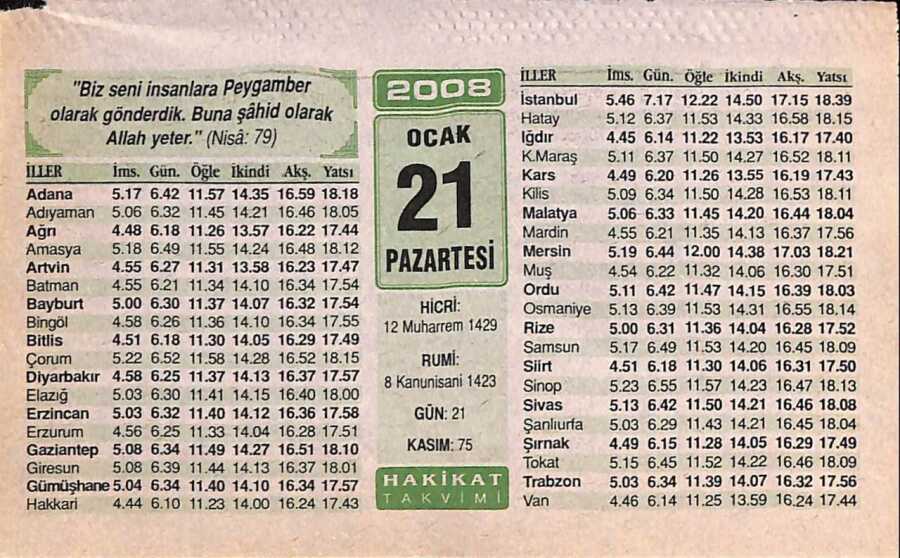 "Biz seni insanlara Peygamber
olarak gönderdik. Buna şâhid olarak
Allah yeter." (Nisâ: 79)
İLLER İms. Gün. Öğle İkindi Akş. Yatsı
Adana 5.17 6.42 11.57 14.35 16.59 18.18
Adıyaman 5.06 6.32 11.45 14.21 16.46 18.05
Ağrı 4.48 6.18 11.26 13.57 16.22 17.44
Amasya 5.18 6.49 11.55 14.24 16.48 18.12
Artvin 4.55 6.27 11.31 13.58 16.23 17.47
Batman 4.55 6.21 11.34 14.10 16.34 17.54
Bayburt 5.00 6.30 11.37 14.07 16.32 17.54
Bingöl 4.58 6.26 11.36 14.10 16.34 17.55
Bitlis 4.51 6.18 11.30 14.05 16.29 17.49
Çorum 5.22 6.52 11.58 14.28 16.52 18.15
Diyarbakır 4.58 6.25 11.37 14.13 16.37 17.57
Elazığ 5.03 6.30 11.41 14.15 16.40 18.00
Erzincan 5.03 6.32 11.40 14.12 16.36 17.58
Erzurum 4.56 6.25 11.33 14.04 16.28 17.51
Gaziantep 5.08 6.34 11.49 14.27 16.51 18.10
Giresun 5.08 6.39 11.44 14.13 16.37 18.01
Gümüşhane 5.04 6.34 11.40 14.10 16.34 17.57
Hakkari 4.44 6.10 11.23 14.00 16.24 17.43
2008
OCAK
21
PAZARTESİ
HİCRİ:
12 Muharrem 1429
RUMİ:
8 Kanunisani 1423
GÜN: 21
KASIM: 75
HAKİKAT
TAKVİMİ
İLLER İms. Gün. Öğle İkindi Akş. Yatsı
İstanbul 5.46 7.17 12.22 14.50 17.15 18.39
Hatay 5.12 6.37 11.53 14.33 16.58 18.15
Iğdır 4.45 6.14 11.22 13.53 16.17 17.40
K.Maraş 5.11 6.37 11.50 14.27 16.52 18.11
Kars 4.49 6.20 11.26 13.55 16.19 17.43
Kilis 5.09 6.34 11.50 14.28 16.53 18.11
Malatya 5.06 6.33 11.45 14.20 16.44 18.04
Mardin 4.55 6.21 11.35 14.13 16.37 17.56
Mersin 5.19 6.44 12.00 14.38 17.03 18.21
Muş 4.54 6.22 11.32 14.06 16.30 17.51
Ordu 5.11 6.42 11.47 14.15 16.39 18.03
Osmaniye 5.13 6.39 11.53 14.31 16.55 18.14
Rize 5.00 6.31 11.36 14.04 16.28 17.52
Samsun 5.17 6.49 11.53 14.20 16.45 18.09
Siirt 4.51 6.18 11.30 14.06 16.31 17.50
Sinop 5.23 6.55 11.57 14.23 16.47 18.13
Sivas 5.13 6.42 11.50 14.21 16.46 18.08
Şanlıurfa 5.03 6.29 11.43 14.21 16.45 18.04
Şırnak 4.49 6.15 11.28 14.05 16.29 17.49
Tokat 5.15 6.45 11.52 14.22 16.46 18.09
Trabzon 5.03 6.34 11.39 14.07 16.32 17.56
Van 4.46 6.14 11.25 13.59 16.24 17.44